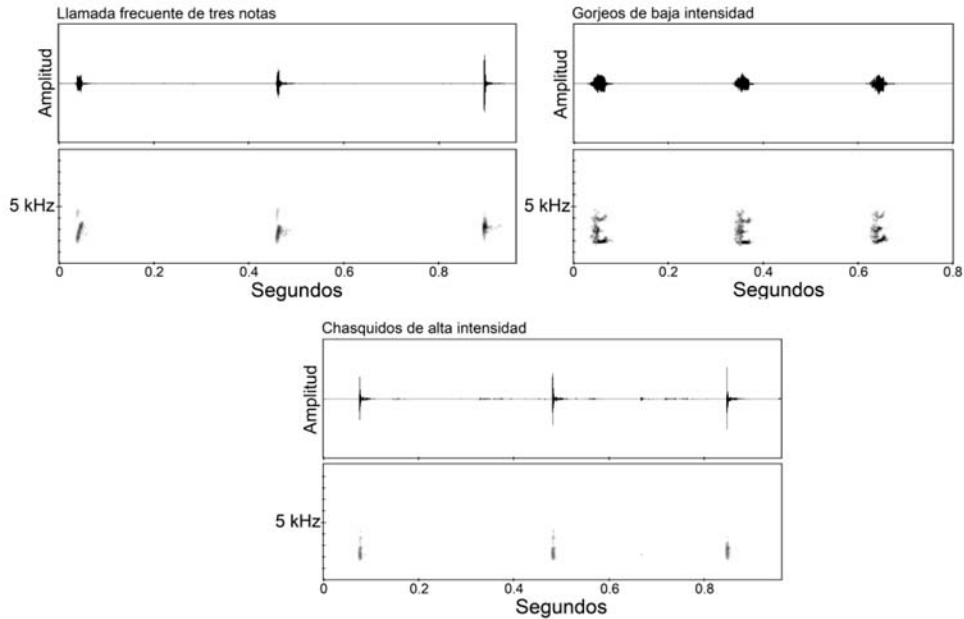 Llamada frecuente de tres notas
Amplitud
5 kHz
0 0.2 0.4 0.6 0.8
Segundos
Gorjeos de baja intensidad
Amplitud
5 kHz
0 0.2 0.4 0.6 0.8
Segundos
Chasquidos de alta intensidad
Amplitud
5 kHz
0 0.2 0.4 0.6 0.8
Segundos